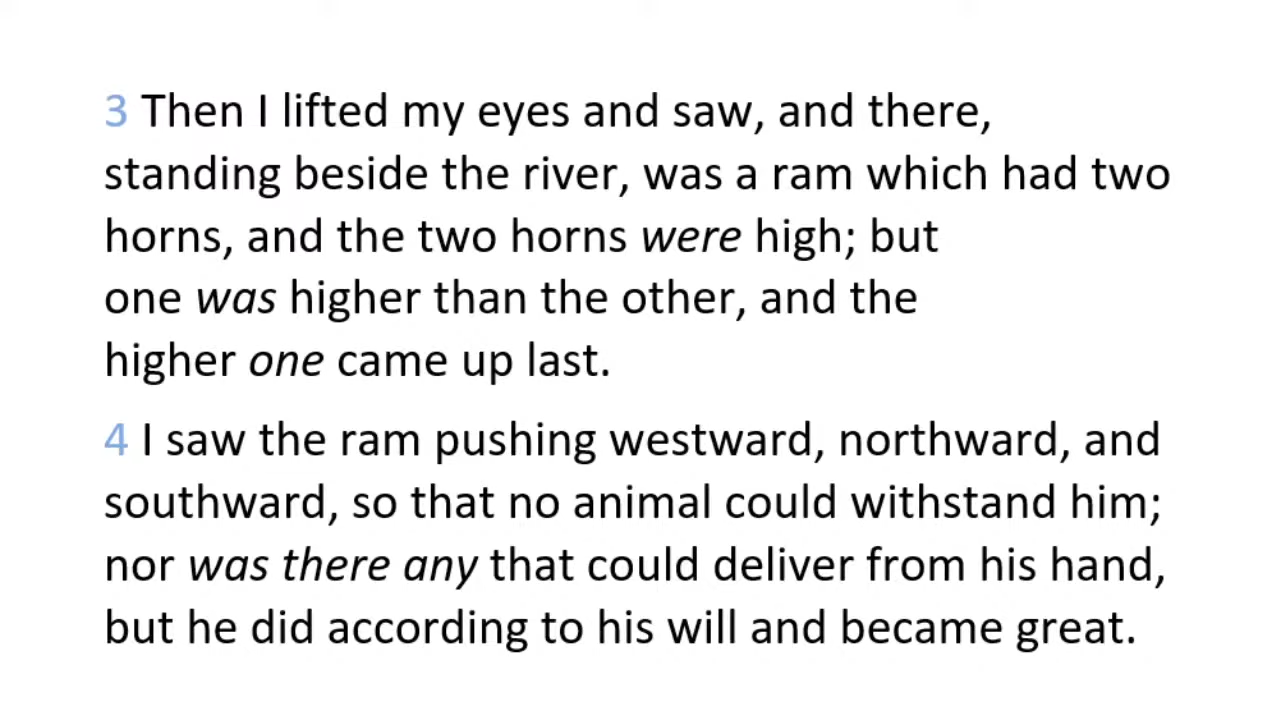 3 Then I lifted my eyes and saw, and there,
standing beside the river, was a ram which had two
horns, and the two horns were high; but
one was higher than the other, and the
higher one came up last.
4 I saw the ram pushing westward, northward, and
southward, so that no animal could withstand him;
nor was there any that could deliver from his hand,
but he did according to his will and became great.